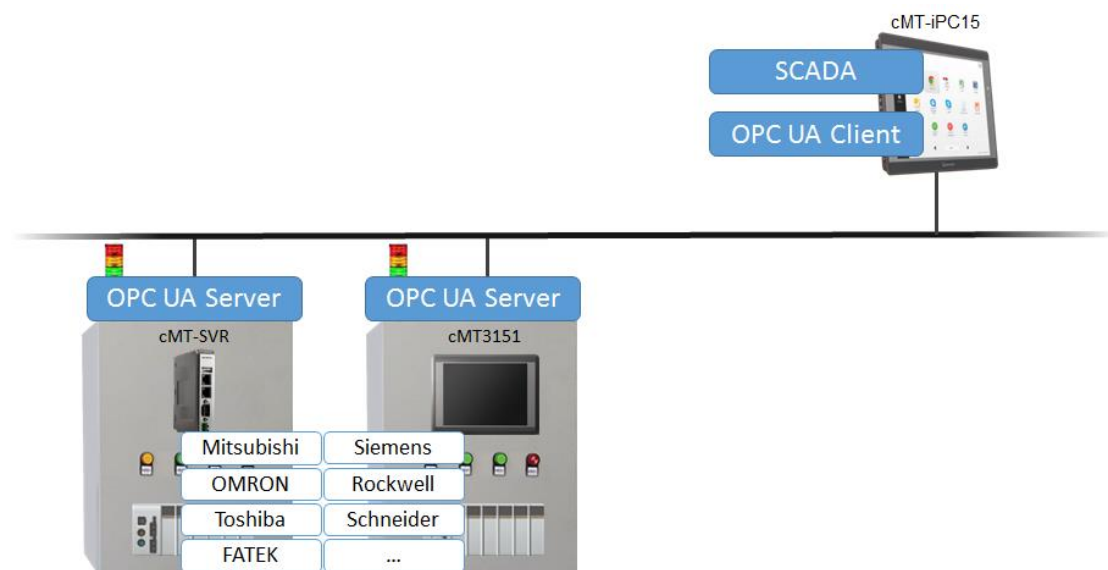 cMT-iPC15
SCADA
OPC UA Client
OPC UA Server
OPC UA Server
cMT-SVR
cMT3151
Mitsubishi
Siemens
OMRON
Rockwell
Toshiba
Schneider
FATEK
...